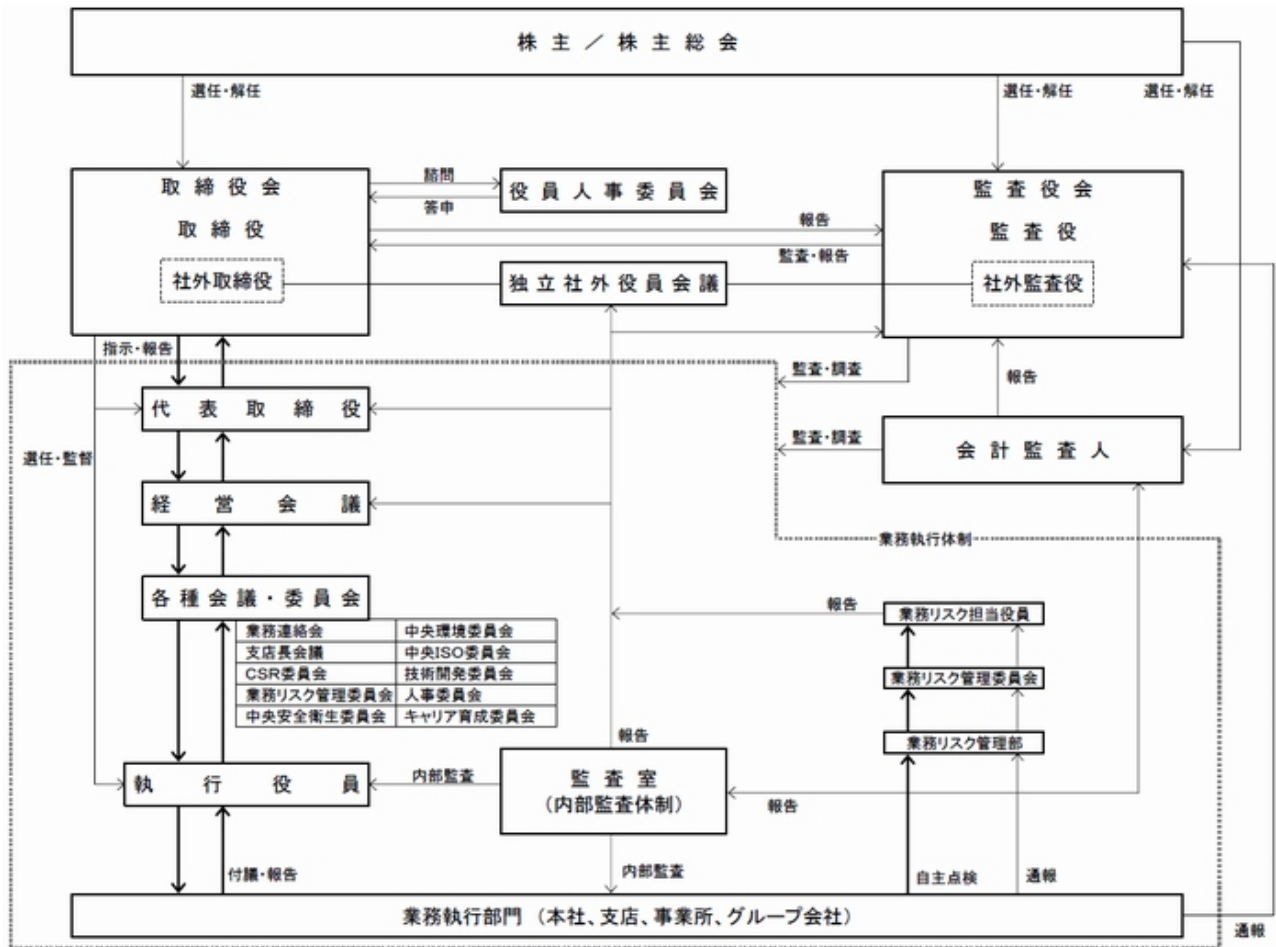 株主／株主総会
選任・解任
選任・解任
選任・解任
取締役会
取締役
社外取締役
諮問
答申
役員人事委員会
報告
監査・報告
独立社外役員会議
監査役会
監査役
社外監査役
指示・報告
監査・調査
報告
代表取締役
選任・監督
監査・調査
会計監査人
経営会議
業務執行体制
各種会議・委員会
業務連絡会
中央環境委員会
支店長会議
中央ISO委員会
CSR委員会
技術開発委員会
業務リスク管理委員会
人事委員会
中央安全衛生委員会
キャリア育成委員会
報告
業務リスク担当役員
業務リスク管理委員会
業務リスク管理部
報告
執行役員
内部監査
監査室
（内部監査体制）
報告
付議・報告
内部監査
自主点検
通報
業務執行部門（本社、支店、事業所、グループ会社）
通報